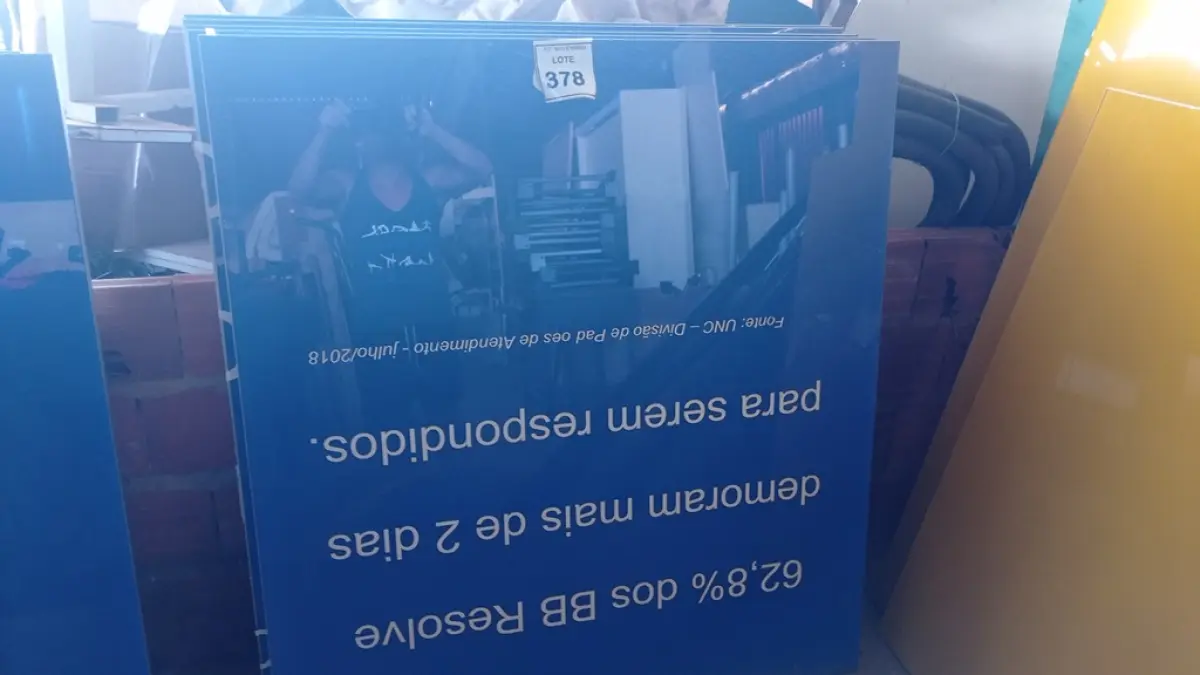 LOTE
378
62,8% dos BB Resolve
demoram mais de 2 dias
para serem respondidos.
Fonte: UNC – Divisão de Pad oes de Atendimento - julho/2018